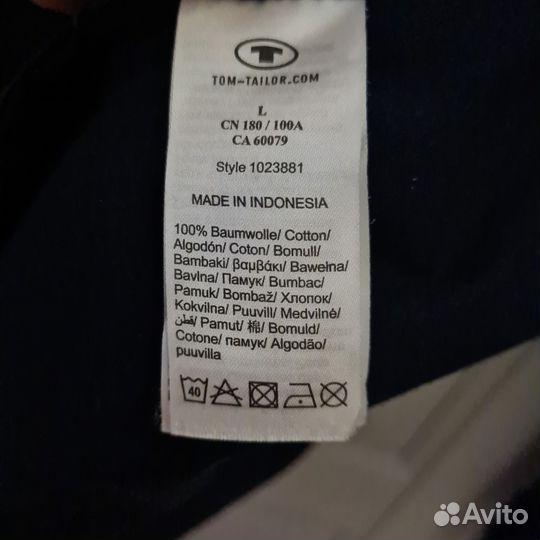 T
TOM-TAILOR.COM
L
CN 180 / 100A
CA 60079
Style 1023881
MADE IN INDONESIA
100% Baumwolle/ Cotton/
Algodón/ Coton/ Bomull/
Bambaki/ βαμβάκι/ Bawełna/
Bavlna/ Памук/ Bumbac/
Pamuk/ Bombaž/ Хлопок/
Kokvilna/ Puuvill/ Medvilnė/
قطن/ Pamut/ 棉/ Bomuld/
Cotone/ памук/ Algodão/
puuvilla
40
Avito